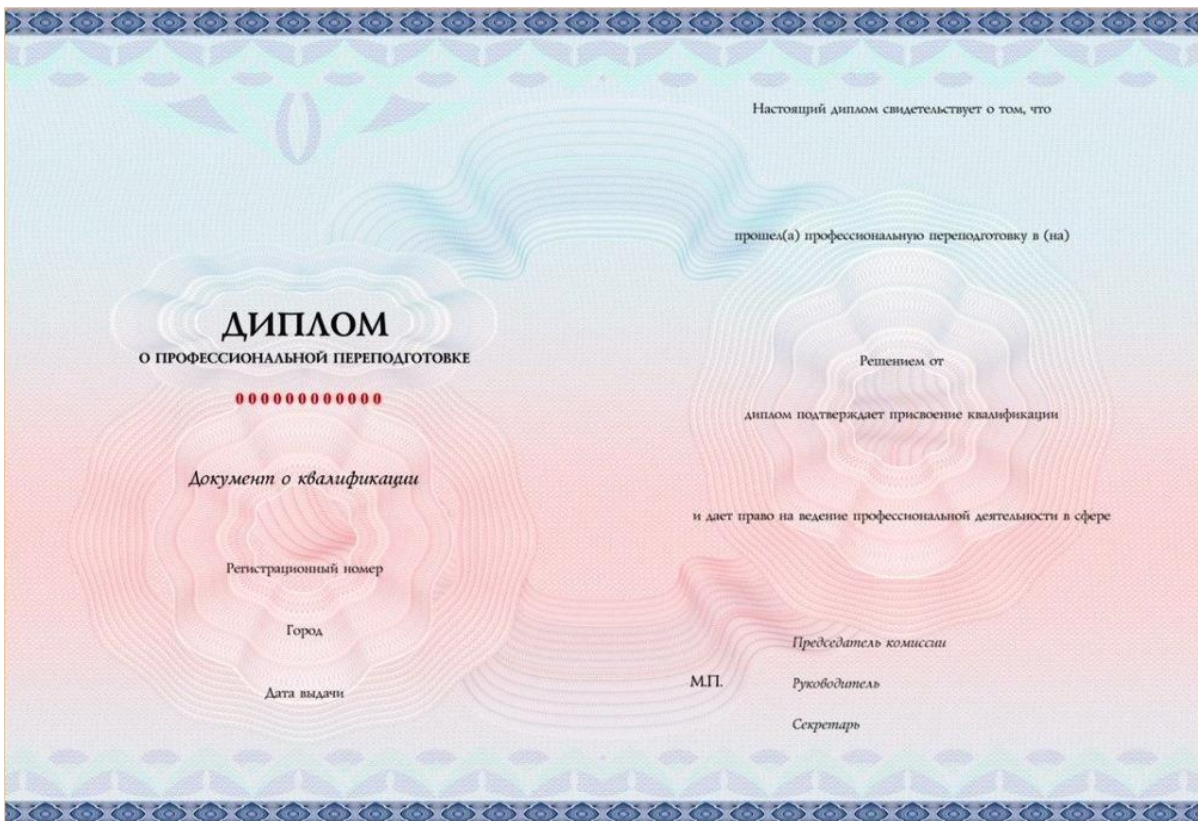 ДИПЛОМ
О ПРОФЕССИОНАЛЬНОЙ ПЕРЕПОДГОТОВКЕ
000000000000
Документ о квалификации
Регистрационный номер
Город
Дата выдачи
Настоящий диплом свидетельствует о том, что
прошел(а) профессиональную переподготовку в (на)
Решением от
диплом подтверждает присвоение квалификации
и дает право на ведение профессиональной деятельности в сфере
Председатель комиссии
М.П.
Руководитель
Секретарь